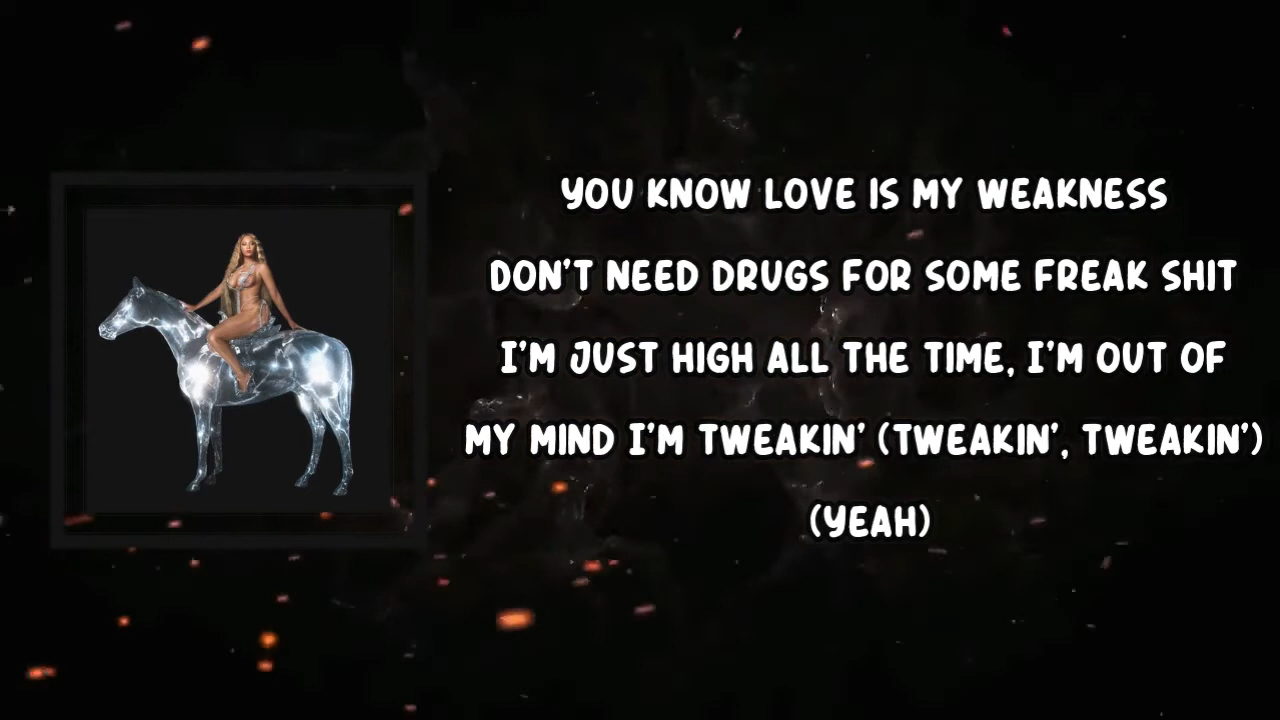 YOU KNOW LOVE IS MY WEAKNESS
DON'T NEED DRUGS FOR SOME FREAK SHIT
I'M JUST HIGH ALL THE TIME, I'M OUT OF
MY MIND I'M TWEAKIN' (TWEAKIN', TWEAKIN')
(YEAH)